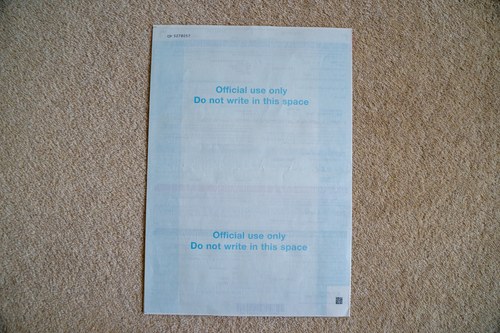 Official use only
Do not write in this space
Official use only
Do not write in this space